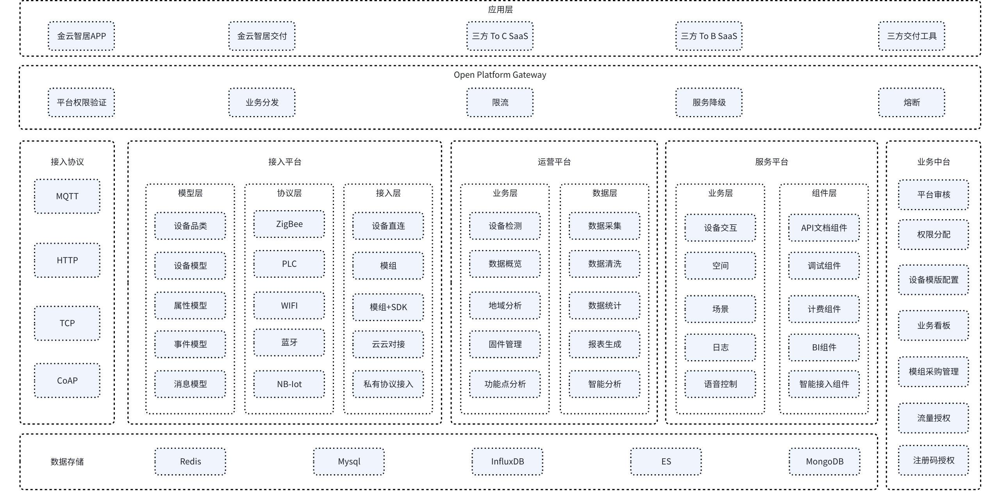 应用层
金云智居APP
金云智居交付
三方 To C SaaS
三方 To B SaaS
三方交付工具
Open Platform Gateway
平台权限验证
业务分发
限流
服务降级
熔断
接入协议
MQTT
HTTP
TCP
CoAP
接入平台
模型层
设备品类
设备模型
属性模型
事件模型
消息模型
协议层
ZigBee
PLC
WIFI
蓝牙
NB-Iot
接入层
设备直连
模组
模组+SDK
云云对接
私有协议接入
运营平台
业务层
设备检测
数据概览
地域分析
固件管理
功能点分析
数据层
数据采集
数据清洗
数据统计
报表生成
智能分析
服务平台
业务层
设备交互
空间
场景
日志
语音控制
组件层
API文档组件
调试组件
计费组件
BI组件
智能接入组件
业务中台
平台审核
权限分配
设备模版配置
业务看板
模组采购管理
流量授权
注册码授权
数据存储
Redis
Mysql
InfluxDB
ES
MongoDB